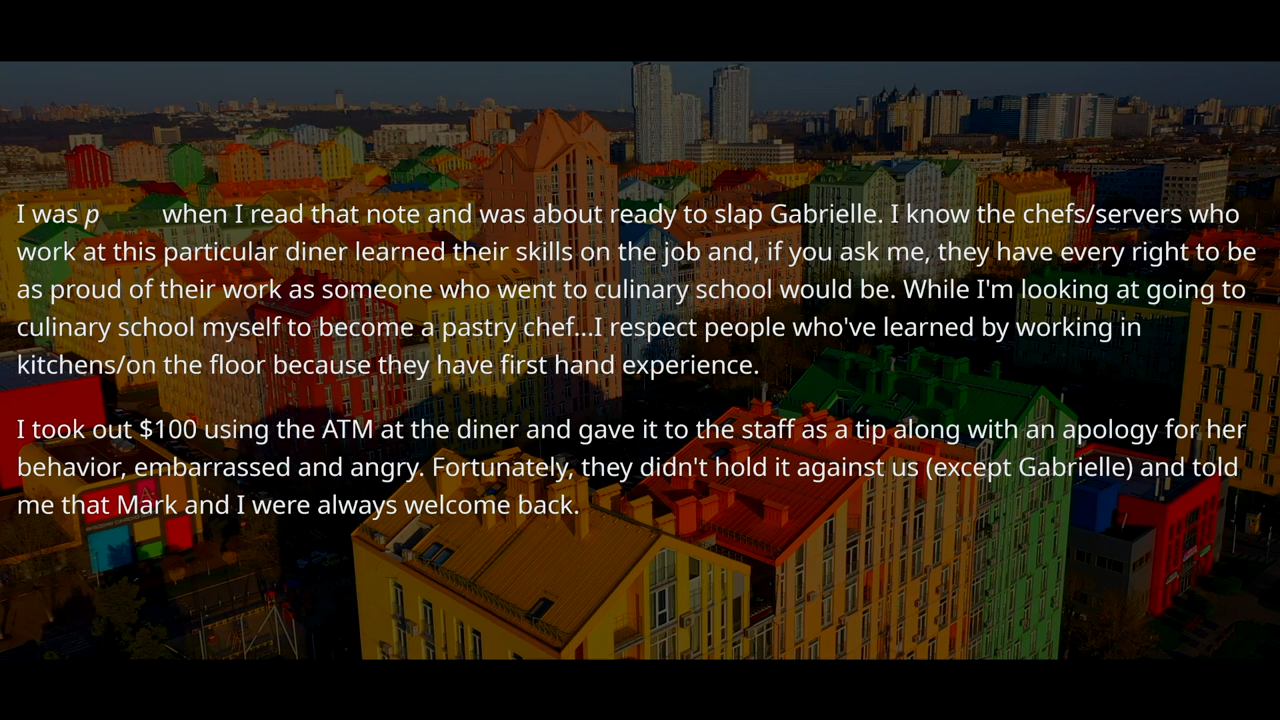 I was p when I read that note and was about ready to slap Gabrielle. I know the chefs/servers who
work at this particular diner learned their skills on the job and, if you ask me, they have every right to be
as proud of their work as someone who went to culinary school would be. While I'm looking at going to
culinary school myself to become a pastry chef...I respect people who've learned by working in
kitchens/on the floor because they have first hand experience.
I took out $100 using the ATM at the diner and gave it to the staff as a tip along with an apology for her
behavior, embarrassed and angry. Fortunately, they didn't hold it against us (except Gabrielle) and told
me that Mark and I were always welcome back.